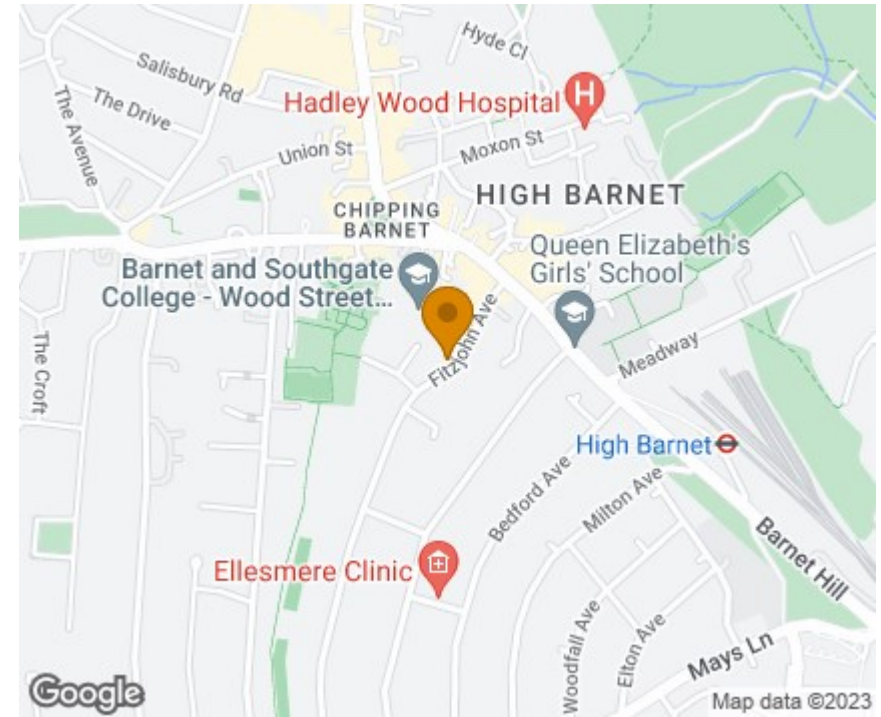 Hyde Cl
Salisbury Rd
The Drive
The Avenue
Hadley Wood Hospital
H
Union St
Moxon St
HIGH BARNET
CHIPPING
BARNET
Queen Elizabeth's
Girls' School
Barnet and Southgate
College - Wood Street...
Fitzjohn Ave
Meadway
The Croft
High Barnet
Bedford Ave
Milton Ave
Barnet Hill
Ellesmere Clinic
Woodfall Ave
Elton Ave
Mays Ln
Google
Map data ©2023